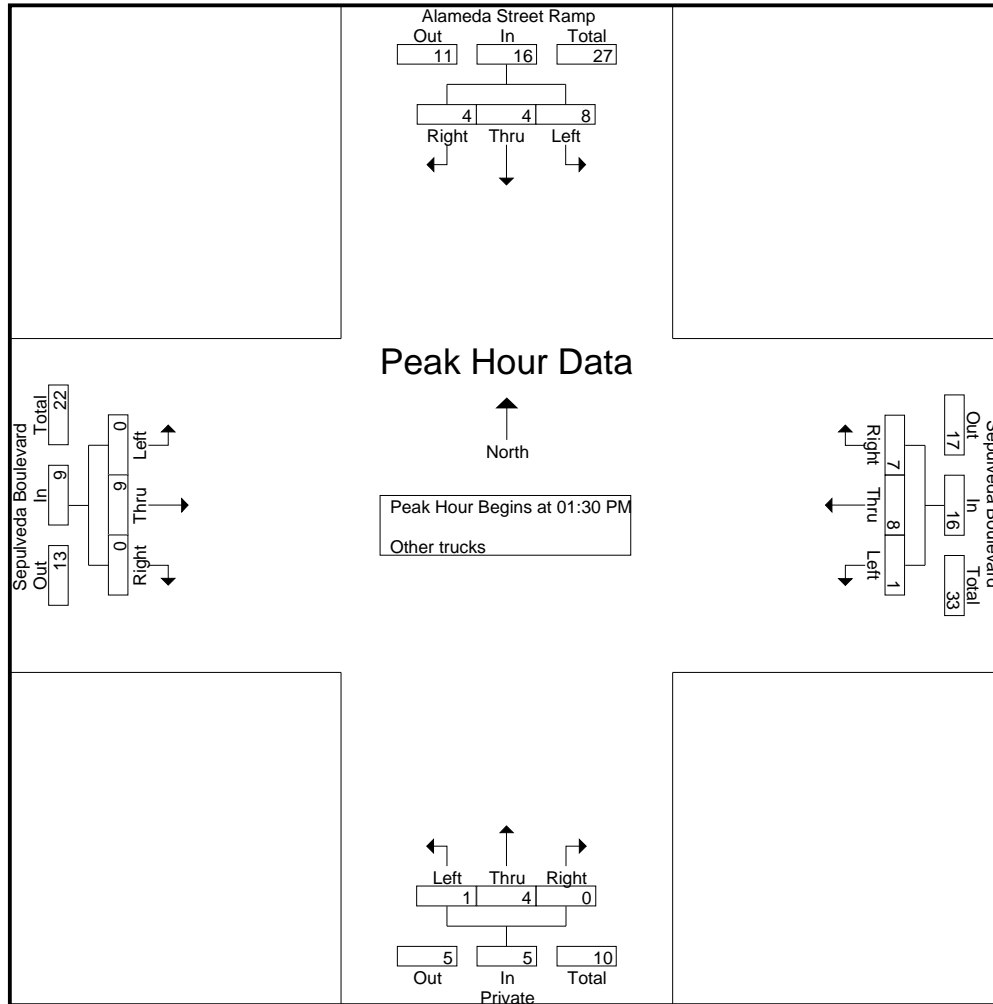 Alameda Street Ramp
Out In Total
11 16 27
4 4 8
Right Thru Left
Peak Hour Data
North
Peak Hour Begins at 01:30 PM
Other trucks
Sepulveda Boulevard
Total In Out
22 9 13
0 9 0
Left Thru Right
Sepulveda Boulevard
Out In Total
17 16 33
7 8 1
Right Thru Left
Left Thru Right
1 4 0
5 5 10
Out In Total
Private